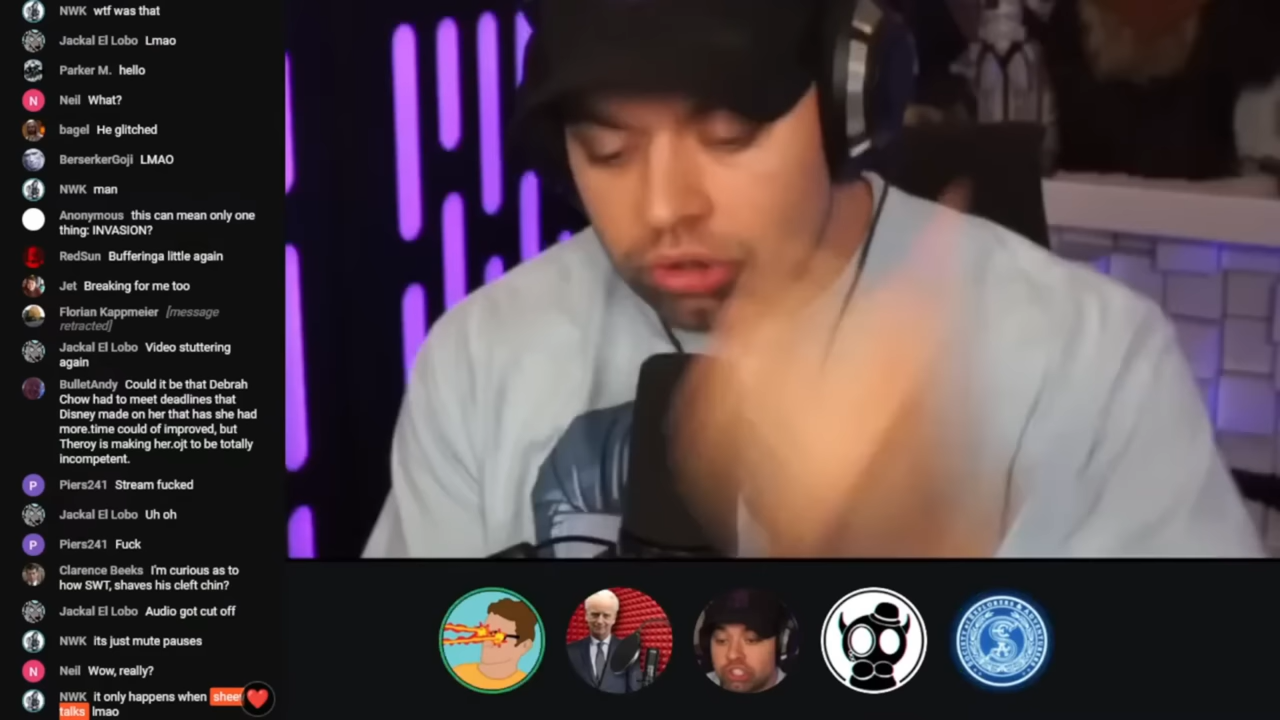 NWK wtf was that
Jackal El Lobo Lmao
Parker M. hello
N Neil What?
bagel He glitched
BerserkerGoji LMAO
NWK man
Anonymous this can mean only one
thing: INVASION?
RedSun Bufferinga little again
Jet Breaking for me too
Florian Kappmeier [message
retracted]
Jackal El Lobo Video stuttering
again
BulletAndy Could it be that Debrah
Chow had to meet deadlines that
Disney made on her that has she had
more.time could of improved, but
Theroy is making her.ojt to be totally
incompetent.
P Piers241 Stream fucked
Jackal El Lobo Uh oh
P Piers241 Fuck
Clarence Beeks I'm curious as to
how SWT, shaves his cleft chin?
Jackal El Lobo Audio got cut off
NWK its just mute pauses
N Neil Wow, really?
NWK it only happens when sheev
talks lmao